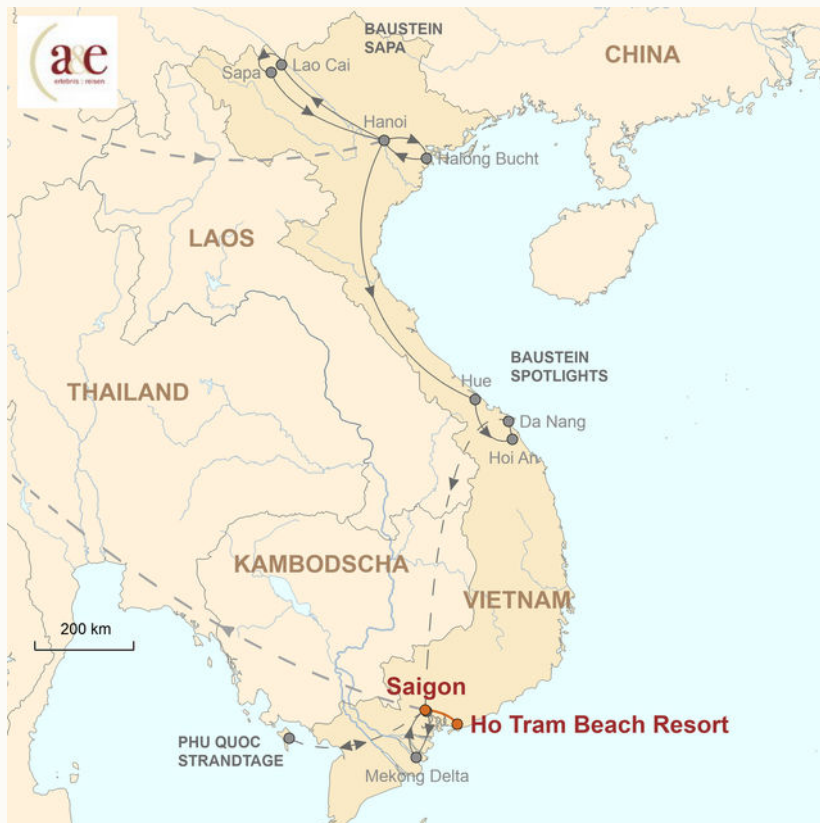 a&e
erlebnis : reisen
BAUSTEIN
SAPA
CHINA
Lao Cai
Sapa
Hanoi
Halong Bucht
LAOS
BAUSTEIN
SPOTLIGHTS
Hue
THAILAND
Da Nang
Hoi An
KAMBODSCHA
VIETNAM
200 km
Saigon
Ho Tram Beach Resort
PHU QUOC
STRANDTAGE
Mekong Delta